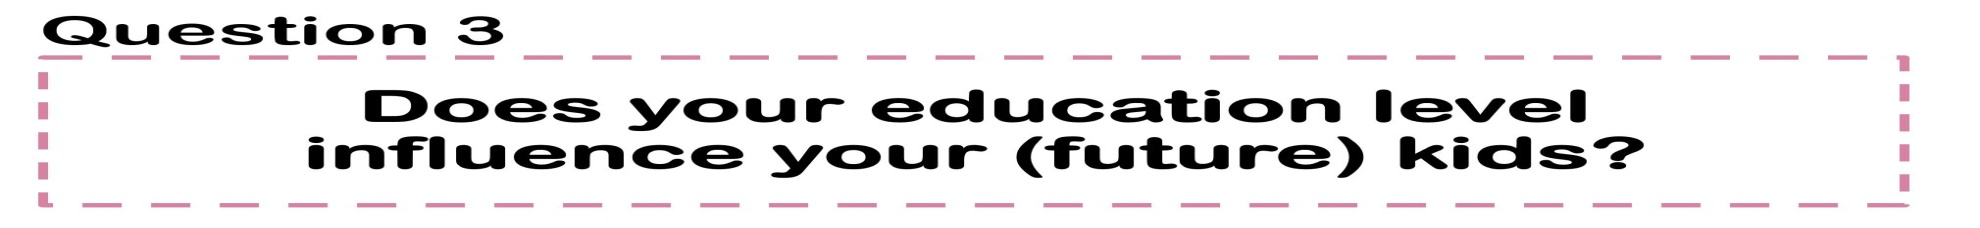 Question 3
Does your education level
influence your (future) kids?